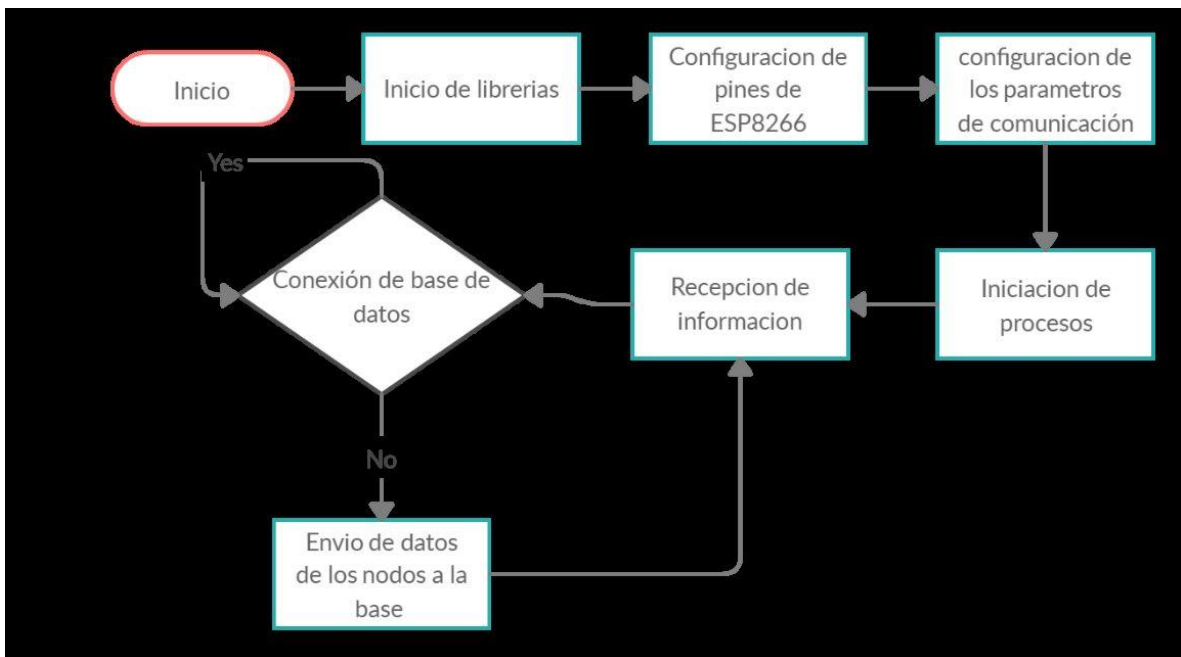 Inicio
Inicio de librerias
Configuracion de
pines de
ESP8266
configuracion de
los parametros
de comunicación
Yes
Conexión de base de
datos
Recepcion de
informacion
Iniciacion de
procesos
No
Envio de datos
de los nodos a la
base